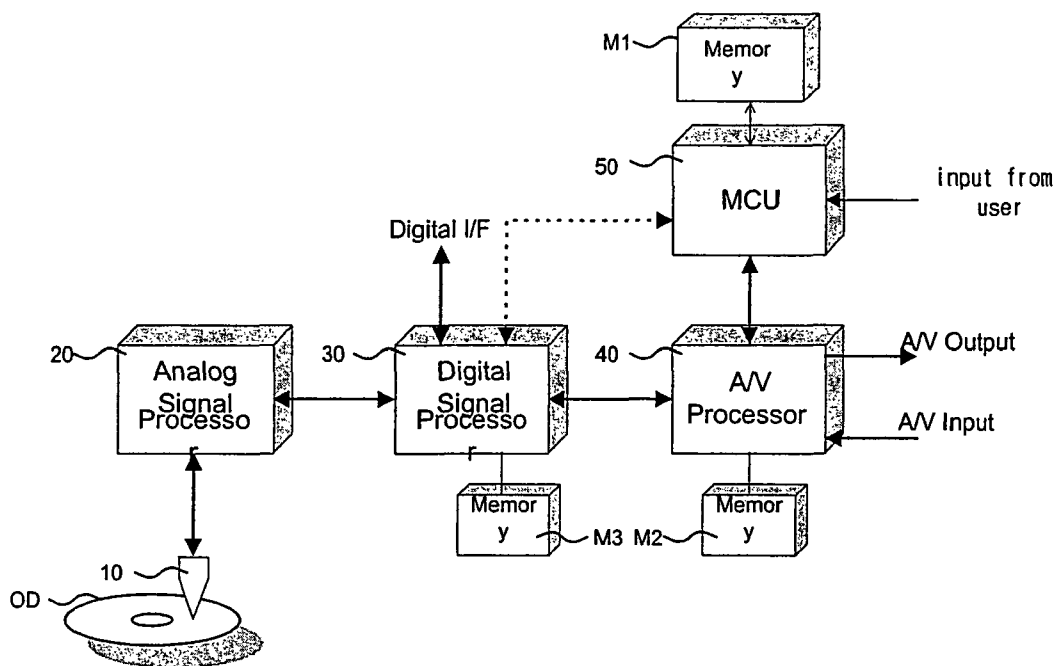 M1
Memor
y
50
MCU
input from
user
Digital I/F
20
Analog
Signal
Processo
r
30
Digital
Signal
Processo
r
40
A/V
Processor
A/V Output
A/V Input
Memor
y
M3
M2
Memor
y
10
OD